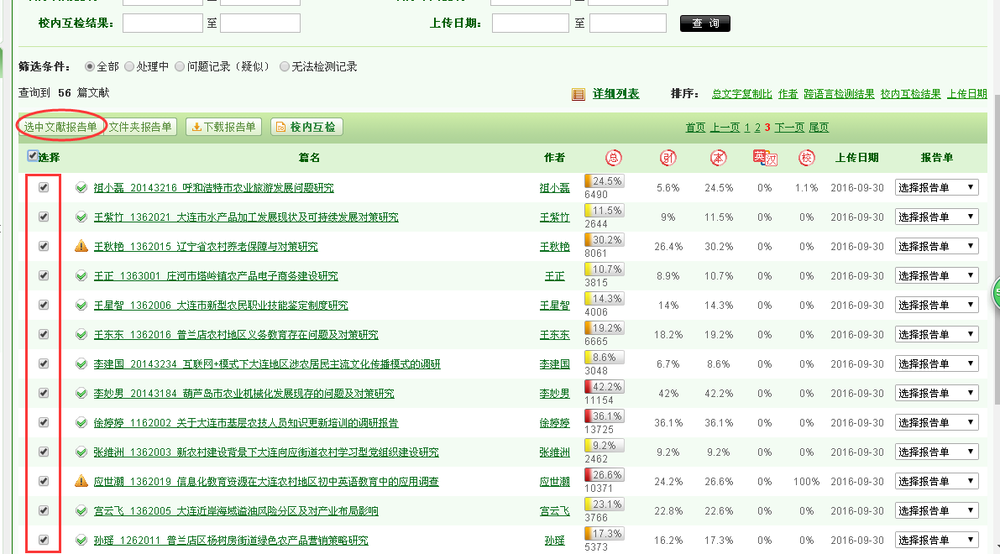 校内互检结果： 至 上传日期： 至 查 询
筛选条件： 全部 处理中 问题记录（疑似） 无法检测记录
查询到 56 篇文献 详细列表 排序： 总文字复制比 作者 跨语言检测结果 校内互检结果 上传日期
选中文献报告单 文件夹报告单 下载报告单 校内互检 首页 上一页 1 2 3 下一页 尾页
选择 篇名 作者 总 引 本 英汉 校 上传日期 报告单
祖小磊_20143216_呼和浩特市农业旅游发展问题研究 祖小磊 24.5% 6490 5.6% 24.5% 0% 1.1% 2016-09-30 选择报告单
王紫竹_1362021_大连市水产品加工发展现状及可持续发展对策研究 王紫竹 11.5% 2644 9% 11.5% 0% 0% 2016-09-30 选择报告单
王秋艳_1362015_辽宁省农村养老保障与对策研究 王秋艳 30.2% 8061 26.4% 30.2% 0% 0% 2016-09-30 选择报告单
王正_1363001_庄河市塔岭镇农产品电子商务建设研究 王正 10.7% 3815 8.9% 10.7% 0% 0% 2016-09-30 选择报告单
王星智_1362006_大连市新型农民职业技能鉴定制度研究 王星智 14.3% 4006 14% 14.3% 0% 0% 2016-09-30 选择报告单
王东东_1362016_普兰店农村地区义务教育存在问题及对策研究 王东东 19.2% 6665 18.2% 19.2% 0% 0% 2016-09-30 选择报告单
李建国_20143234_互联网+模式下大连地区涉农居民主流文化传播模式的调研 李建国 8.6% 3048 6.7% 8.6% 0% 0% 2016-09-30 选择报告单
李妙男_20143184_葫芦岛市农业机械化发展现存的问题及对策研究 李妙男 42.2% 11154 42% 42.2% 0% 0% 2016-09-30 选择报告单
徐婷婷_1162002_关于大连市基层农技人员知识更新培训的调研报告 徐婷婷 36.1% 13725 36.1% 36.1% 0% 0% 2016-09-30 选择报告单
张维洲_1362003_新农村建设背景下大连向应街道农村学习型党组织建设研究 张维洲 9.2% 2462 9.2% 9.2% 0% 0% 2016-09-30 选择报告单
应世潮_1362019_信息化教育资源在大连农村地区初中英语教育中的应用调查 应世潮 26.6% 10371 24.2% 26.6% 0% 100% 2016-09-30 选择报告单
宫云飞_1362005_大连近岸海域溢油风险分区及对产业布局影响 宫云飞 23.1% 3766 22.8% 22.6% 0% 0% 2016-09-30 选择报告单
孙瑶_1262011_普兰店区杨树房街道绿色农产品营销策略研究 孙瑶 17.3% 5373 16.2% 17.3% 0% 0% 2016-09-30 选择报告单